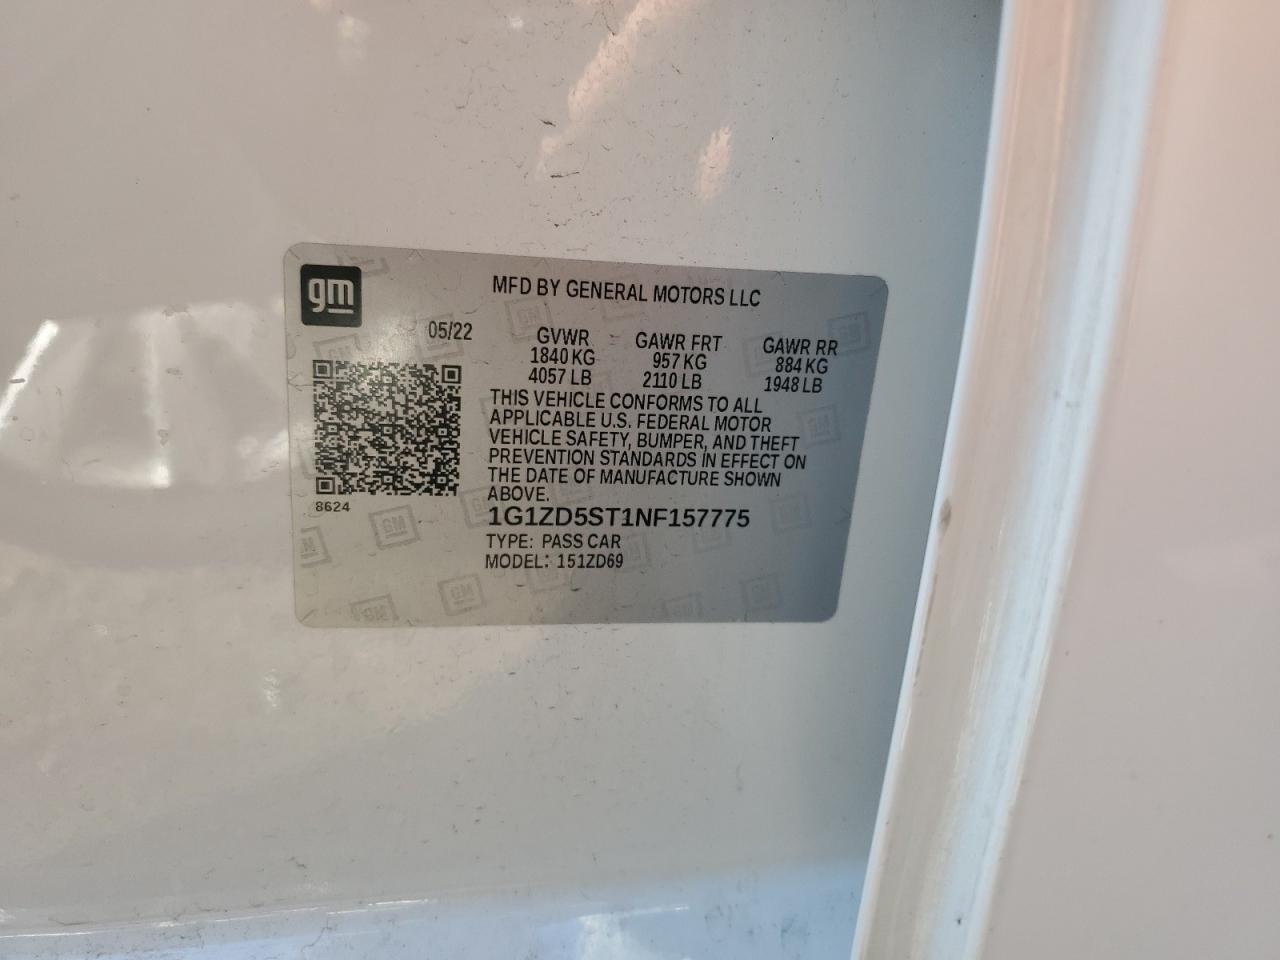 gm
MFD BY GENERAL MOTORS LLC
05/22
GVWR GAWR FRT GAWR RR
1840 KG 957 KG 884 KG
4057 LB 2110 LB 1948 LB
THIS VEHICLE CONFORMS TO ALL
APPLICABLE U.S. FEDERAL MOTOR
VEHICLE SAFETY, BUMPER, AND THEFT
PREVENTION STANDARDS IN EFFECT ON
THE DATE OF MANUFACTURE SHOWN
ABOVE.
8624
1G1ZD5ST1NF157775
TYPE: PASS CAR
MODEL: 151ZD69